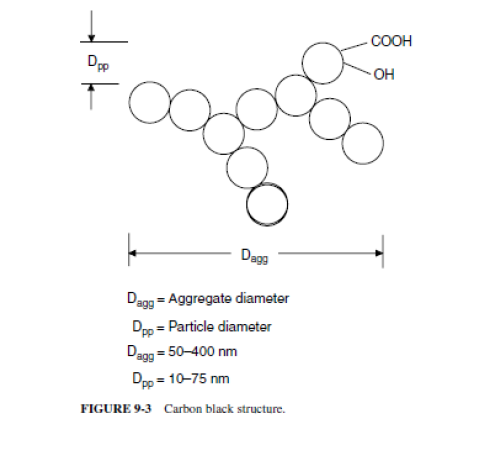 COOH
Dpp
OH
Dagg
Dagg = Aggregate diameter
Dpp = Particle diameter
Dagg = 50–400 nm
Dpp = 10–75 nm
FIGURE 9-3 Carbon black structure.